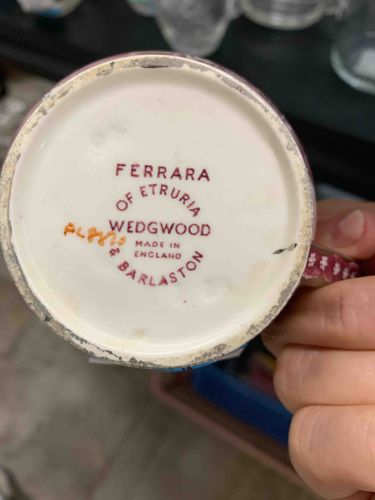 FERRARA
OF ETRURIA
WEDGWOOD
MADE IN
ENGLAND
& BARLASTON